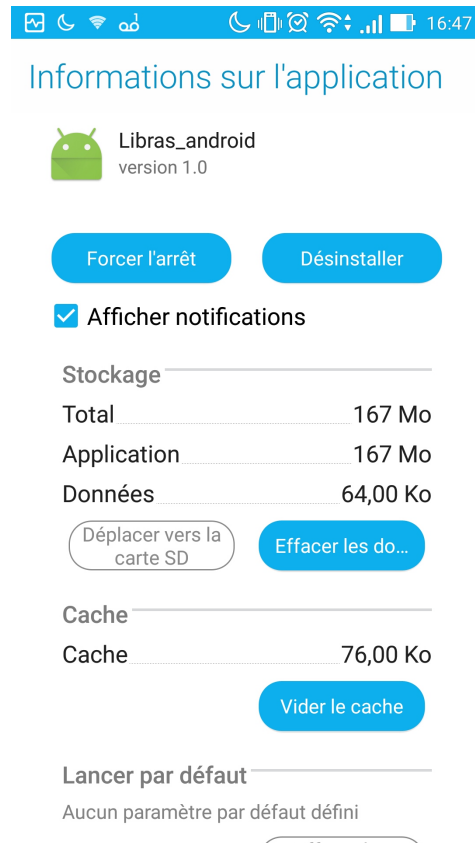 16:47
Informations sur l'application
Libras_android
version 1.0
Forcer l'arrêt
Désinstaller
Afficher notifications
Stockage
Total 167 Mo
Application 167 Mo
Données 64,00 Ko
Déplacer vers la
carte SD
Effacer les do...
Cache
Cache 76,00 Ko
Vider le cache
Lancer par défaut
Aucun paramètre par défaut défini